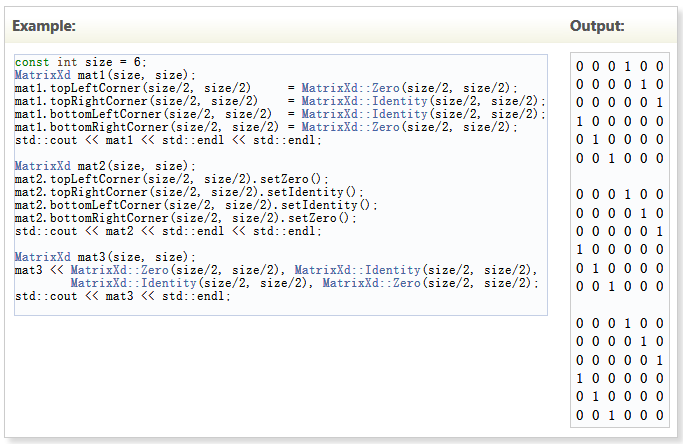 Example:
Output:
const int size = 6;
MatrixXd mat1(size, size);
mat1.topLeftCorner(size/2, size/2)     = MatrixXd::Zero(size/2, size/2);
mat1.topRightCorner(size/2, size/2)    = MatrixXd::Identity(size/2, size/2);
mat1.bottomLeftCorner(size/2, size/2)  = MatrixXd::Identity(size/2, size/2);
mat1.bottomRightCorner(size/2, size/2) = MatrixXd::Zero(size/2, size/2);
std::cout << mat1 << std::endl << std::endl;

MatrixXd mat2(size, size);
mat2.topLeftCorner(size/2, size/2).setZero();
mat2.topRightCorner(size/2, size/2).setIdentity();
mat2.bottomLeftCorner(size/2, size/2).setIdentity();
mat2.bottomRightCorner(size/2, size/2).setZero();
std::cout << mat2 << std::endl << std::endl;

MatrixXd mat3(size, size);
mat3 << MatrixXd::Zero(size/2, size/2), MatrixXd::Identity(size/2, size/2),
        MatrixXd::Identity(size/2, size/2), MatrixXd::Zero(size/2, size/2);
std::cout << mat3 << std::endl;

0 0 0 1 0 0
0 0 0 0 1 0
0 0 0 0 0 1
1 0 0 0 0 0
0 1 0 0 0 0
0 0 1 0 0 0

0 0 0 1 0 0
0 0 0 0 1 0
0 0 0 0 0 1
1 0 0 0 0 0
0 1 0 0 0 0
0 0 1 0 0 0

0 0 0 1 0 0
0 0 0 0 1 0
0 0 0 0 0 1
1 0 0 0 0 0
0 1 0 0 0 0
0 0 1 0 0 0